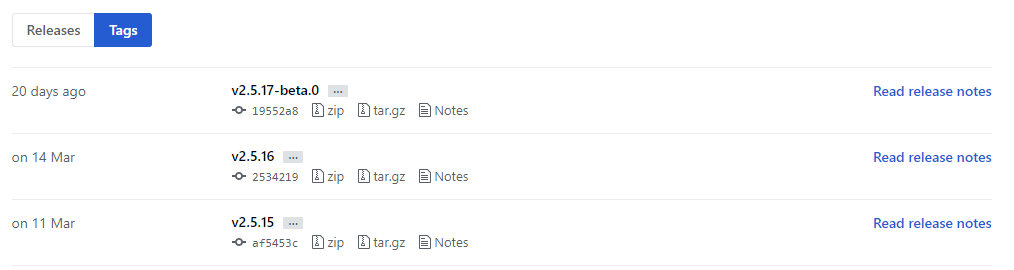 Releases Tags
20 days ago v2.5.17-beta.0 ... Read release notes
19552a8 zip tar.gz Notes
on 14 Mar v2.5.16 ... Read release notes
2534219 zip tar.gz Notes
on 11 Mar v2.5.15 ... Read release notes
af5453c zip tar.gz Notes